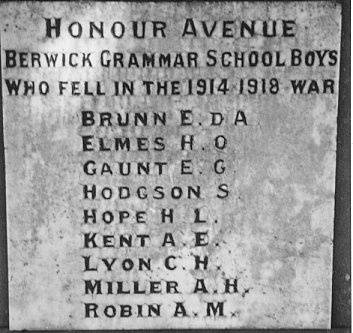 HONOUR AVENUE
BERWICK GRAMMAR SCHOOL BOYS
WHO FELL IN THE 1914-1918 WAR
BRUNN E. D A
ELMES H. O
GAUNT E. G
HODGSON S
HOPE H L.
KENT A. E.
LYON C. H.
MILLER A. H.
ROBIN A. M.